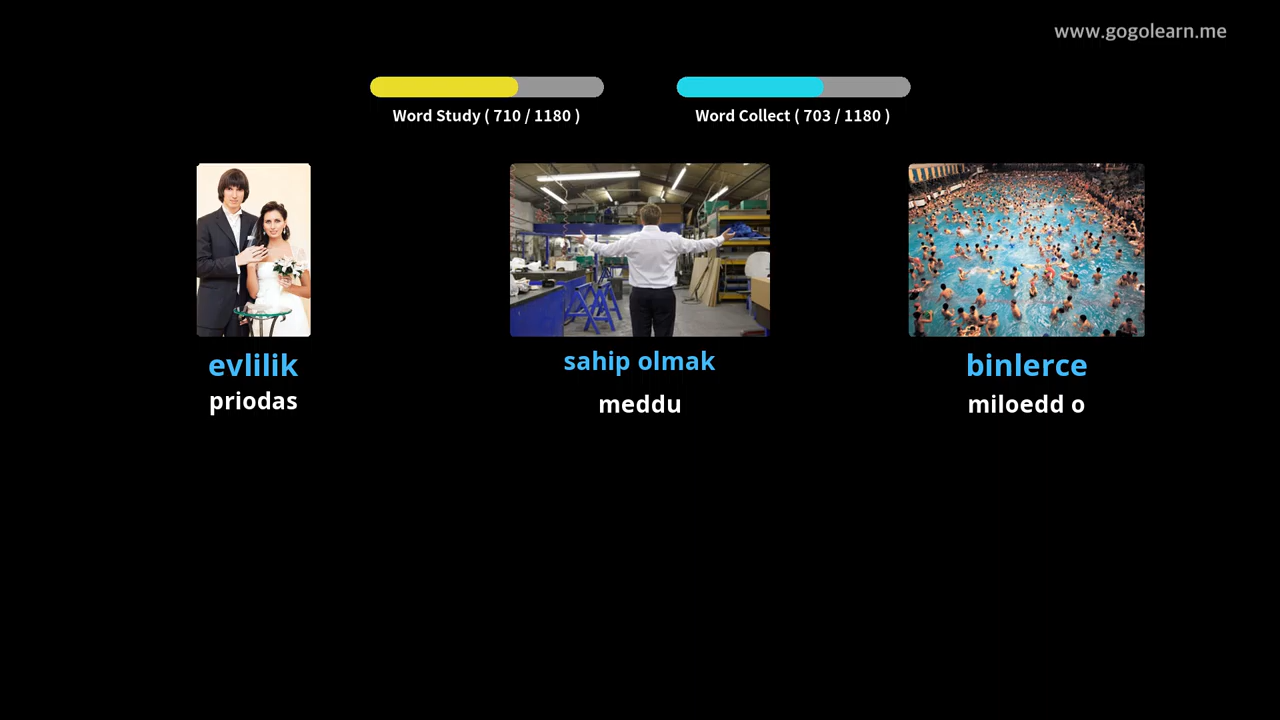 www.gogolearn.me
Word Study ( 710 / 1180 )
Word Collect ( 703 / 1180 )
evlilik
priodas
sahip olmak
meddu
binlerce
miloedd o